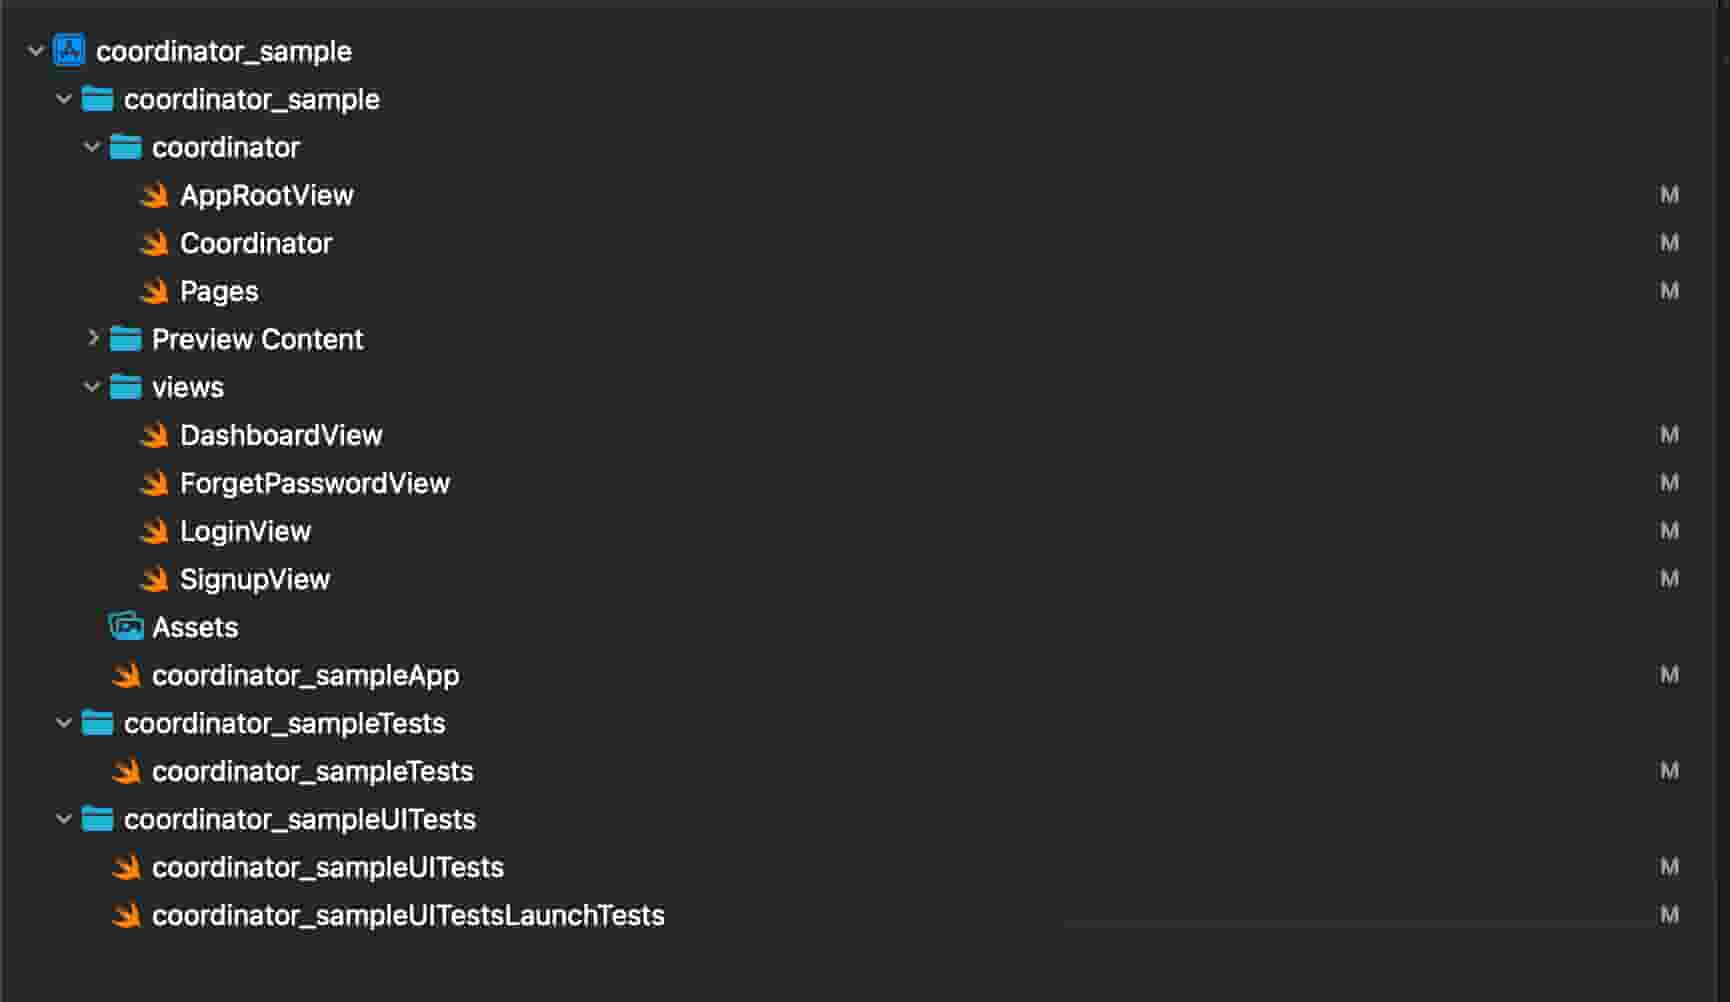 coordinator_sample
coordinator_sample
coordinator
AppRootView M
Coordinator M
Pages M
Preview Content
views
DashboardView M
ForgetPasswordView M
LoginView M
SignupView M
Assets
coordinator_sampleApp M
coordinator_sampleTests
coordinator_sampleTests M
coordinator_sampleUITests
coordinator_sampleUITests M
coordinator_sampleUITestsLaunchTests M